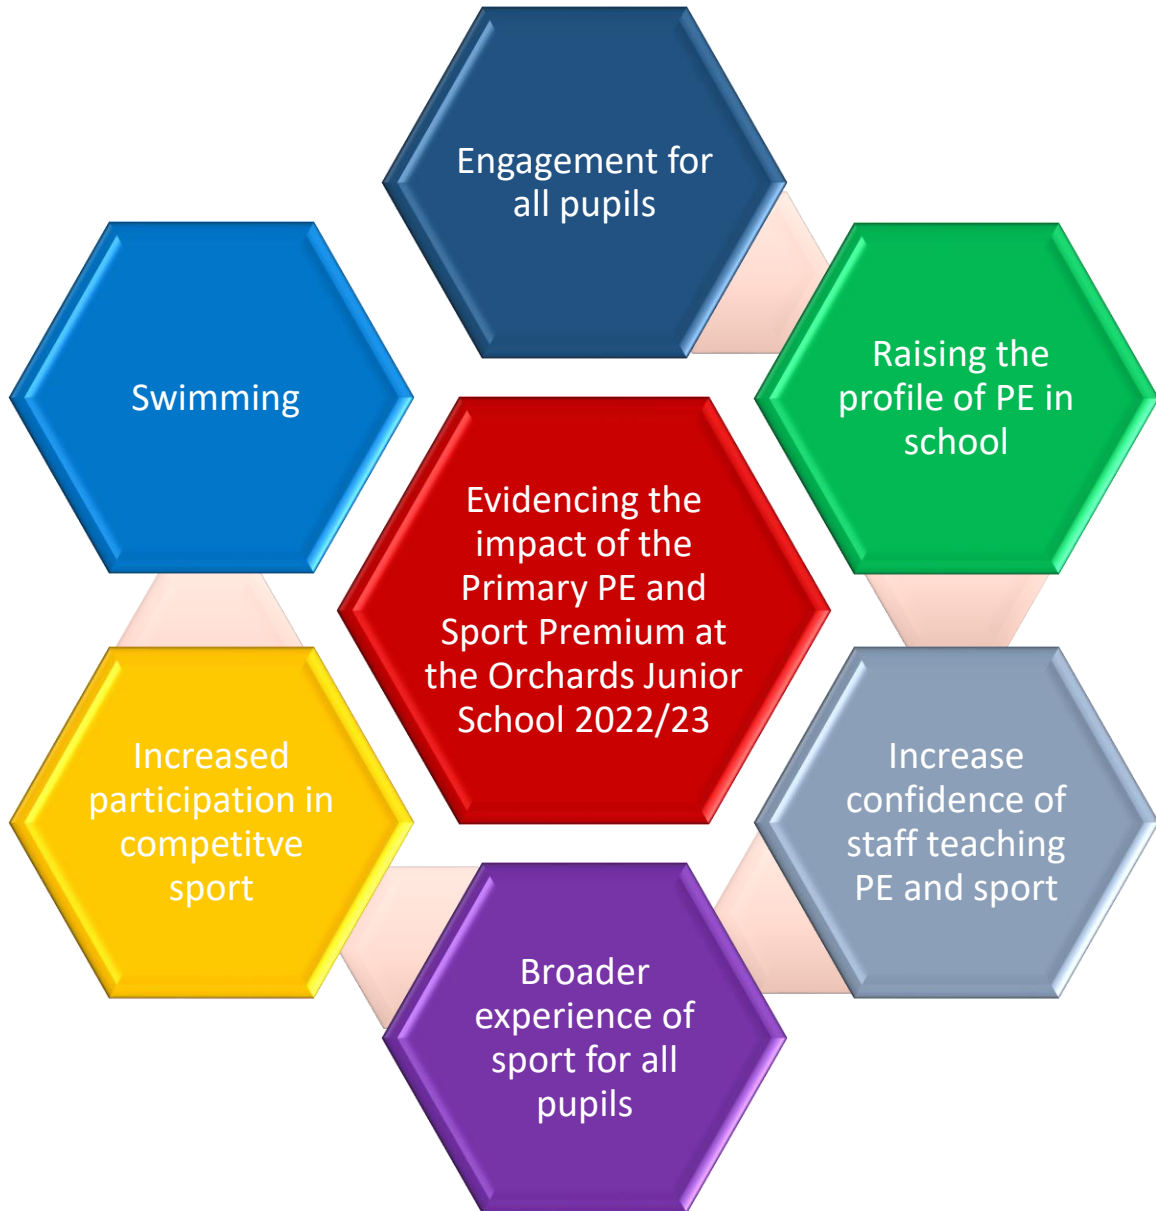 Engagement for
all pupils
Swimming
Raising the
profile of PE in
school
Evidencing the
impact of the
Primary PE and
Sport Premium at
the Orchards Junior
School 2022/23
Increased
participation in
competitve
sport
Increase
confidence of
staff teaching
PE and sport
Broader
experience of
sport for all
pupils